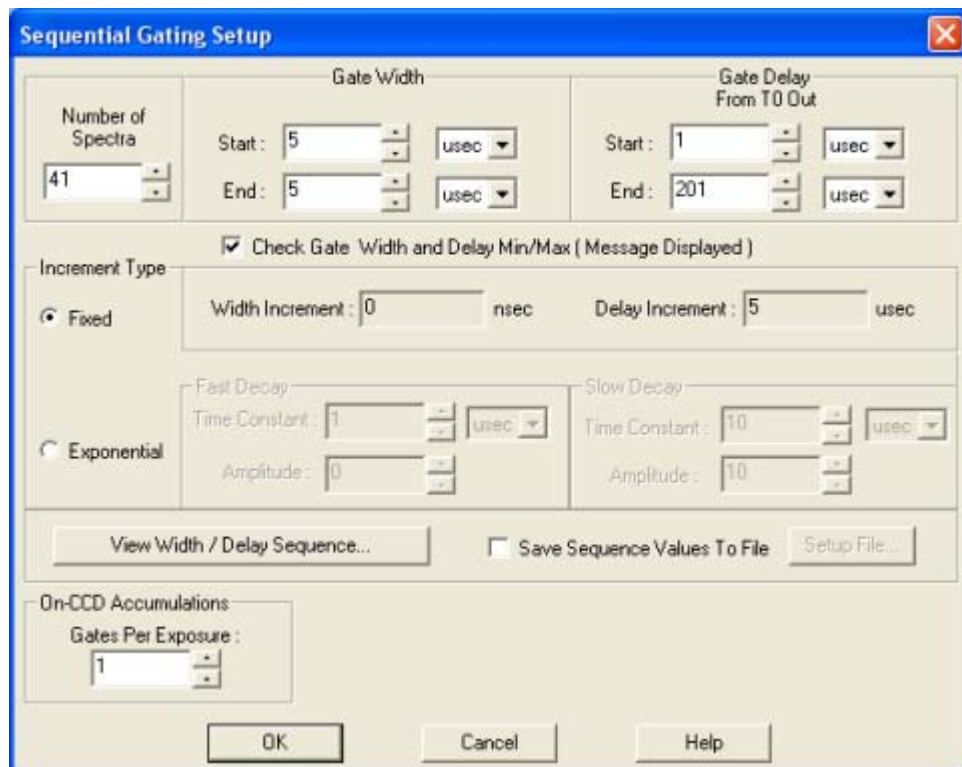 Sequential Gating Setup
Number of
Spectra
41
Gate Width
Start : 5 usec
End : 5 usec
Gate Delay
From T0 Out
Start : 1 usec
End : 201 usec
Check Gate Width and Delay Min/Max ( Message Displayed )
Increment Type
Fixed
Width Increment : 0 nsec
Delay Increment : 5 usec
Exponential
Fast Decay
Time Constant : 1 usec
Amplitude : 0
Slow Decay
Time Constant : 10 usec
Amplitude : 10
View Width / Delay Sequence...
Save Sequence Values To File
Setup File...
On-CCD Accumulations
Gates Per Exposure :
1
OK
Cancel
Help